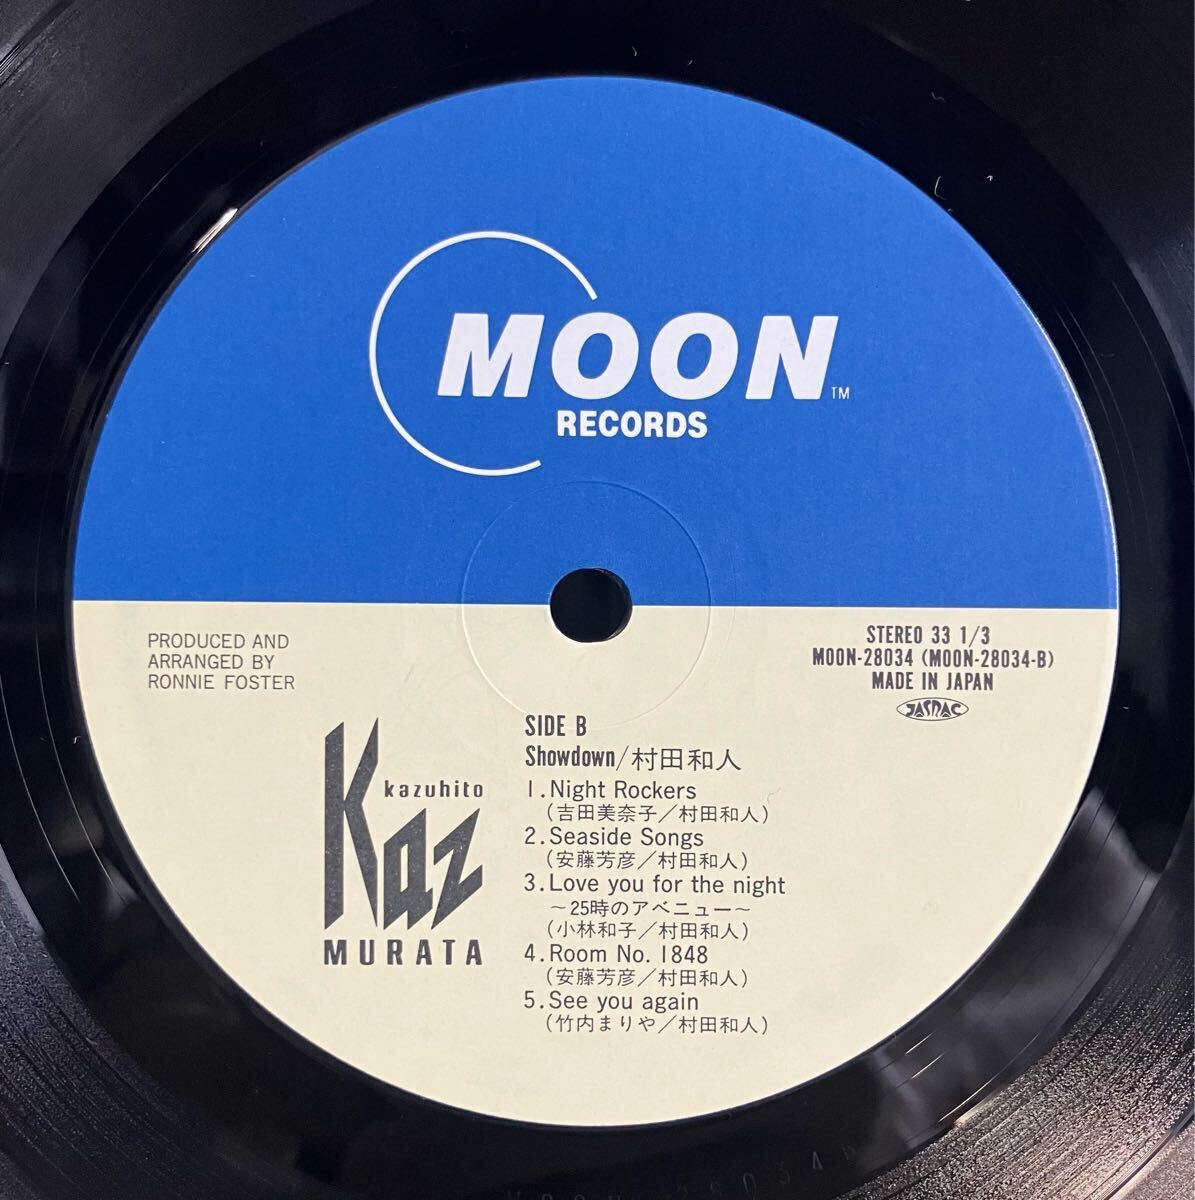 MOON TM
RECORDS
PRODUCED AND
ARRANGED BY
RONNIE FOSTER
STEREO 33 1/3
MOON-28034 (MOON-28034-B)
MADE IN JAPAN
JASRAC
kazuhito
Kaz
MURATA
SIDE B
Showdown/村田和人
1.Night Rockers
(吉田美奈子／村田和人)
2.Seaside Songs
(安藤芳彦／村田和人)
3.Love you for the night
～25時のアベニュー～
(小林和子／村田和人)
4.Room No. 1848
(安藤芳彦／村田和人)
5.See you again
(竹内まりや／村田和人)